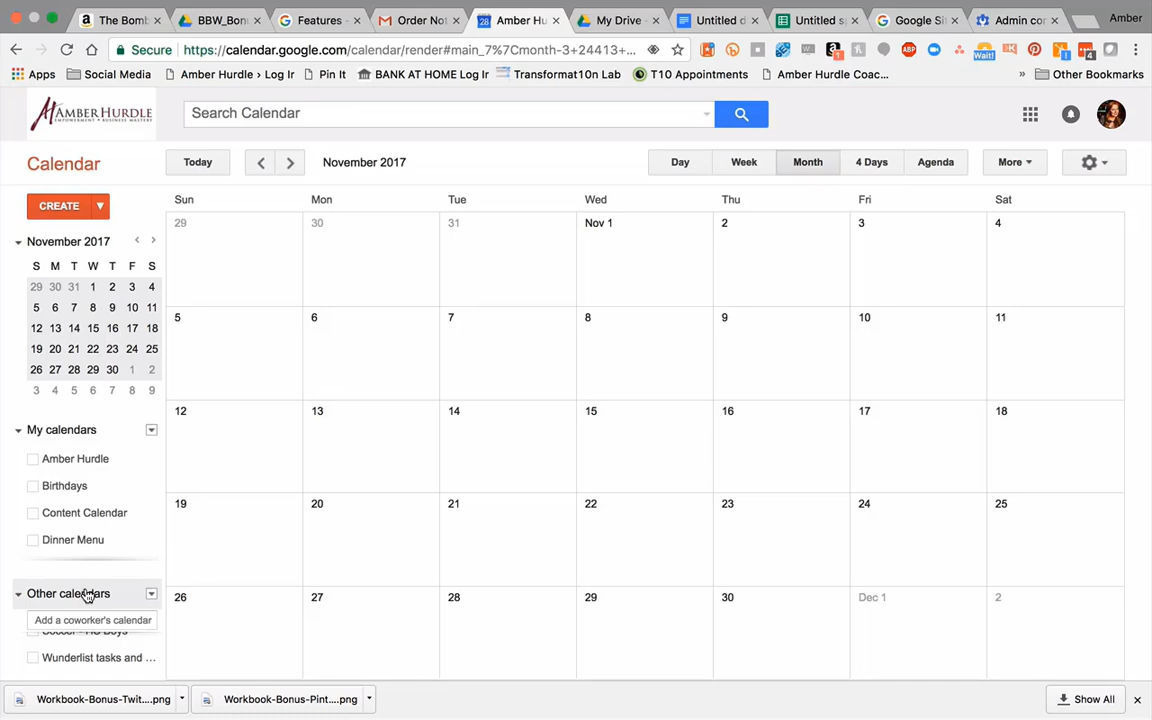 The Bomb
BBW_Bonu
Features -
Order Not
28 Amber Hu
My Drive -
Untitled d
Untitled s
Google Sit
Admin con
Amber
Secure https://calendar.google.com/calendar/render#main_7%7Cmonth-3+24413+...
Apps Social Media Amber Hurdle › Log Ir Pin It BANK AT HOME Log Ir Transformat10n Lab T10 Appointments Amber Hurdle Coac... » Other Bookmarks
AMBER HURDLE
Search Calendar
Calendar Today November 2017 Day Week Month 4 Days Agenda More
CREATE
Sun Mon Tue Wed Thu Fri Sat
29 30 31 Nov 1 2 3 4
5 6 7 8 9 10 11
12 13 14 15 16 17 18
19 20 21 22 23 24 25
26 27 28 29 30 Dec 1 2
November 2017
S M T W T F S
29 30 31 1 2 3 4
5 6 7 8 9 10 11
12 13 14 15 16 17 18
19 20 21 22 23 24 25
26 27 28 29 30 1 2
3 4 5 6 7 8 9
My calendars
Amber Hurdle
Birthdays
Content Calendar
Dinner Menu
Other calendars
Add a coworker's calendar
Wunderlist tasks and ...
Workbook-Bonus-Twit....png Workbook-Bonus-Pint....png Show All